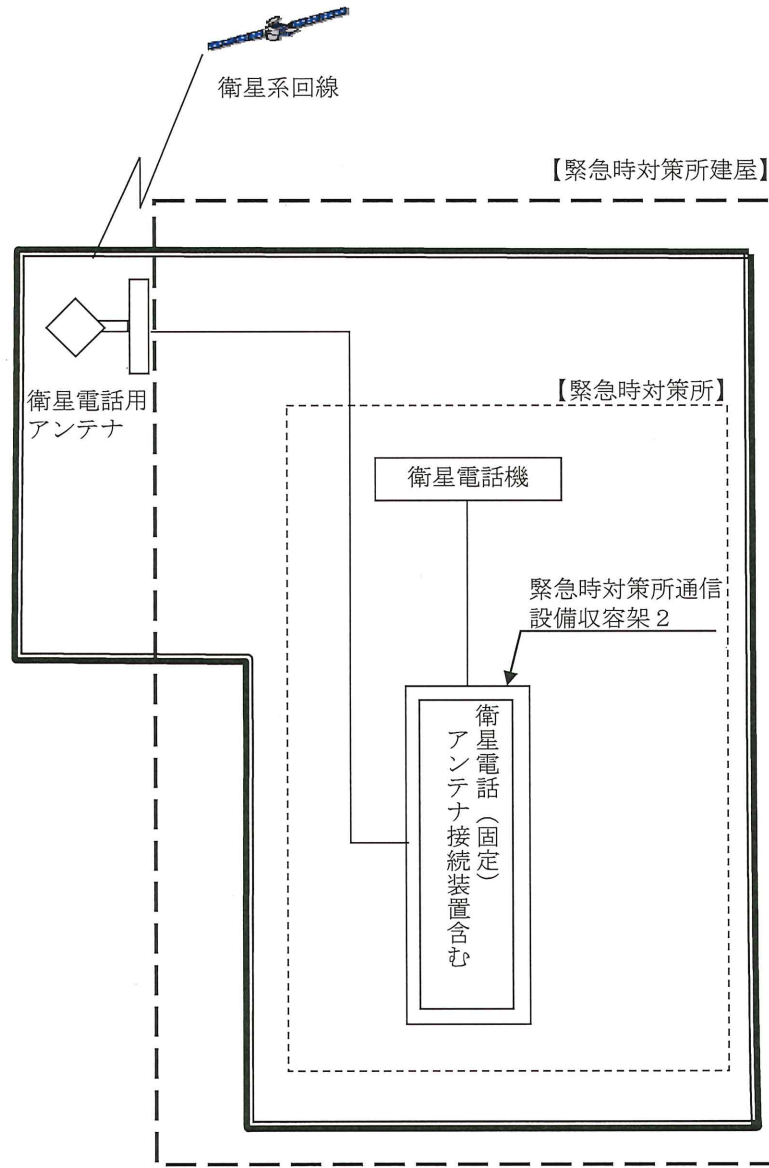 衛星系回線
【緊急時対策所建屋】
衛星電話用
アンテナ
【緊急時対策所】
衛星電話機
緊急時対策所通信
設備収容架２
衛星電話（固定）
アンテナ接続装置含む